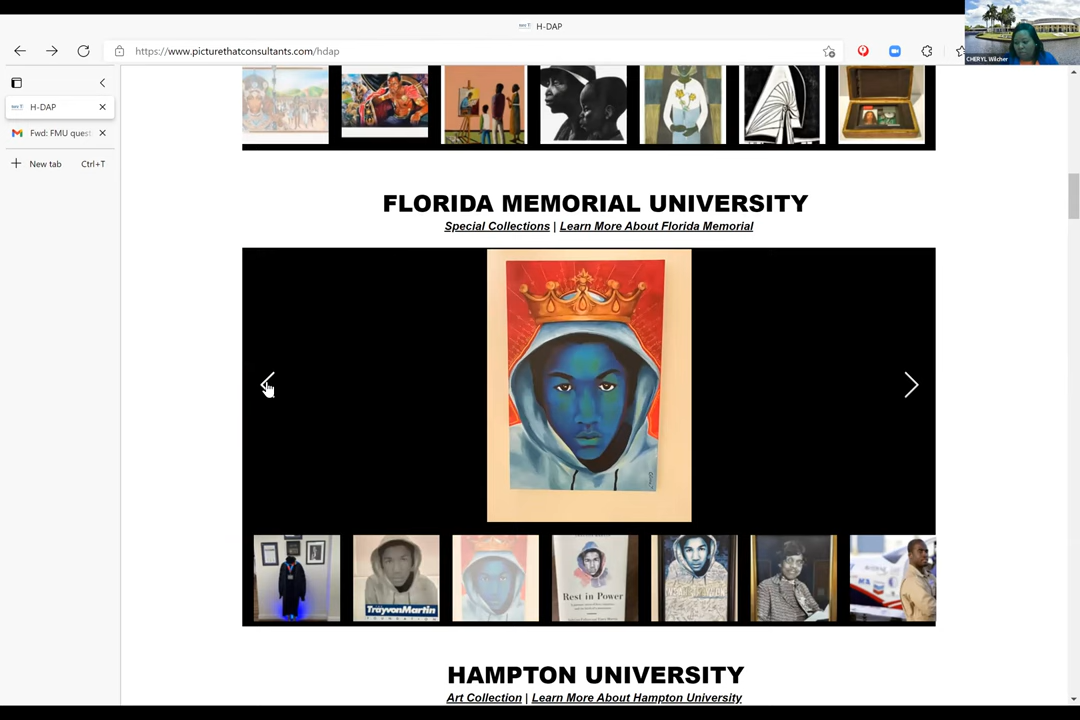 H-DAP
https://www.picturethatconsultants.com/hdap
CHERYL Wilcher
H-DAP
Fwd: FMU quest
New tab Ctrl+T
FLORIDA MEMORIAL UNIVERSITY
Special Collections | Learn More About Florida Memorial
TrayvonMartin
FOUNDATION
Rest in Power
HAMPTON UNIVERSITY
Art Collection | Learn More About Hampton University